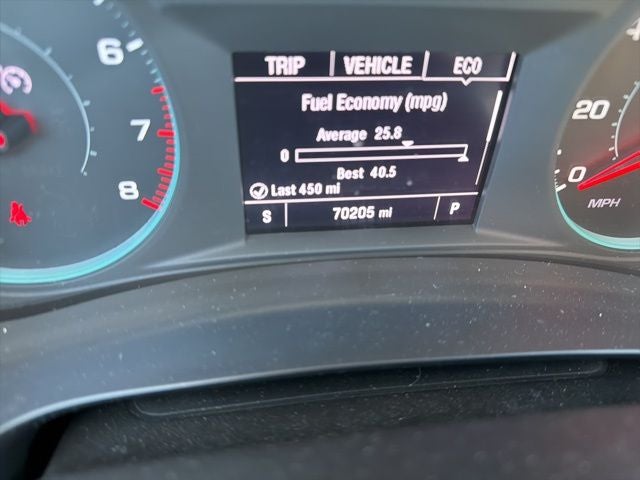 TRIP VEHICLE ECO
Fuel Economy (mpg)
Average 25.8
0
Best 40.5
Last 450 mi
S 70205 mi P
6
7
8
20
0
MPH